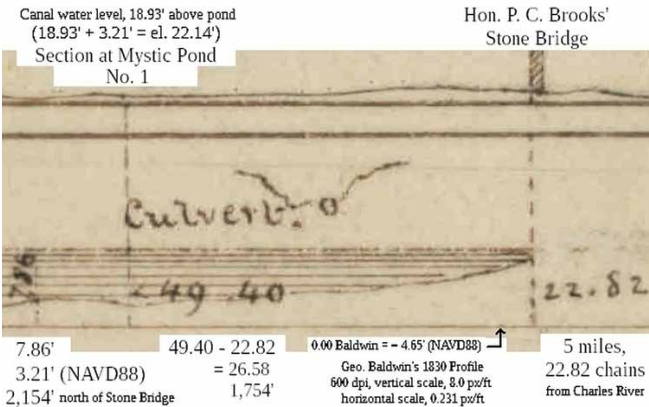 Canal water level, 18.93' above pond
(18.93' + 3.21' = el. 22.14')
Section at Mystic Pond
No. 1
Hon. P. C. Brooks'
Stone Bridge
Culvert.
786
49.40
22.82
7.86'
3.21' (NAVD88)
2,154' north of Stone Bridge
49.40 - 22.82
= 26.58
1,754'
0.00 Baldwin = - 4.65' (NAVD88)
Geo. Baldwin's 1830 Profile
600 dpi, vertical scale, 8.0 px/ft
horizontal scale, 0.231 px/ft
5 miles,
22.82 chains
from Charles River